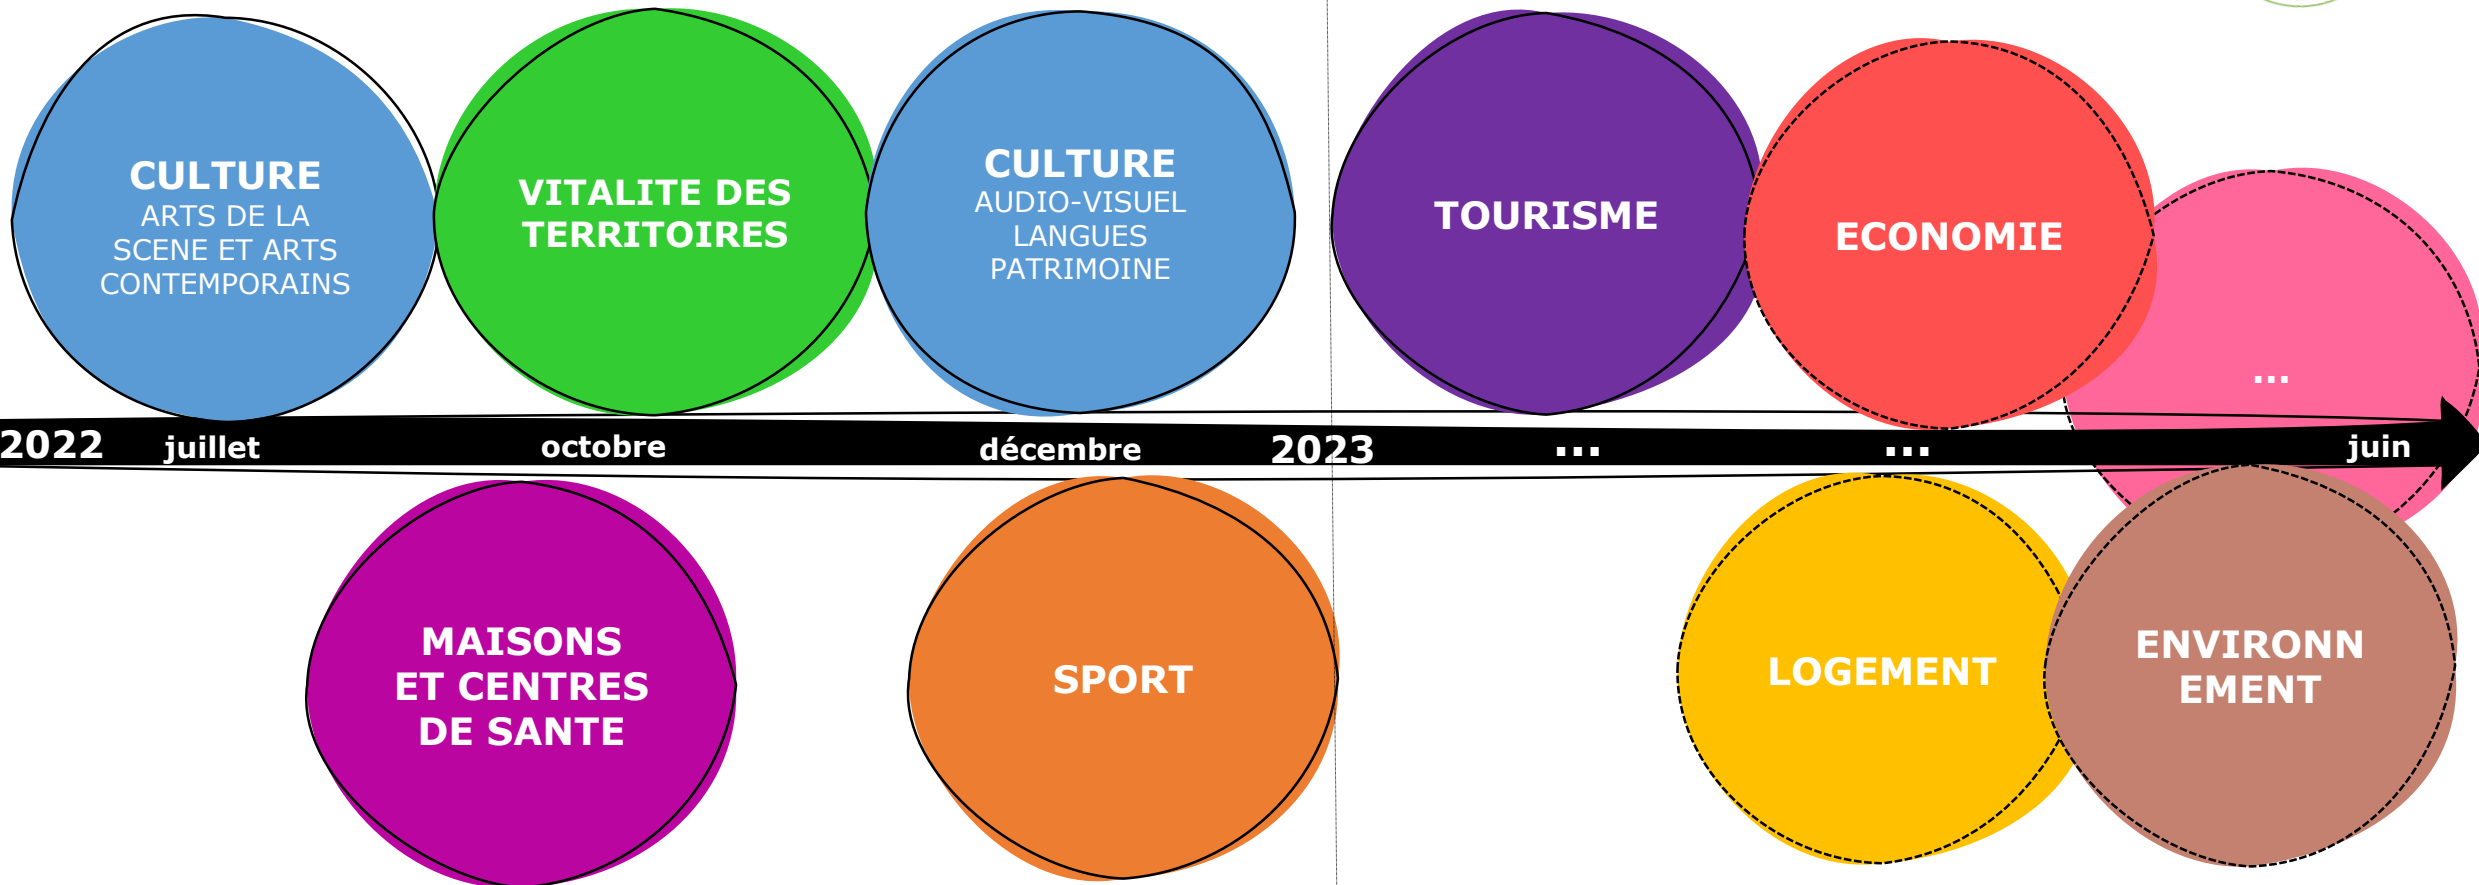 CULTURE
ARTS DE LA
SCENE ET ARTS
CONTEMPORAINS
VITALITE DES
TERRITOIRES
CULTURE
AUDIO-VISUEL
LANGUES
PATRIMOINE
TOURISME
ECONOMIE
...
2022 juillet octobre décembre 2023 ... ... juin
MAISONS
ET CENTRES
DE SANTE
SPORT
LOGEMENT
ENVIRONN
EMENT